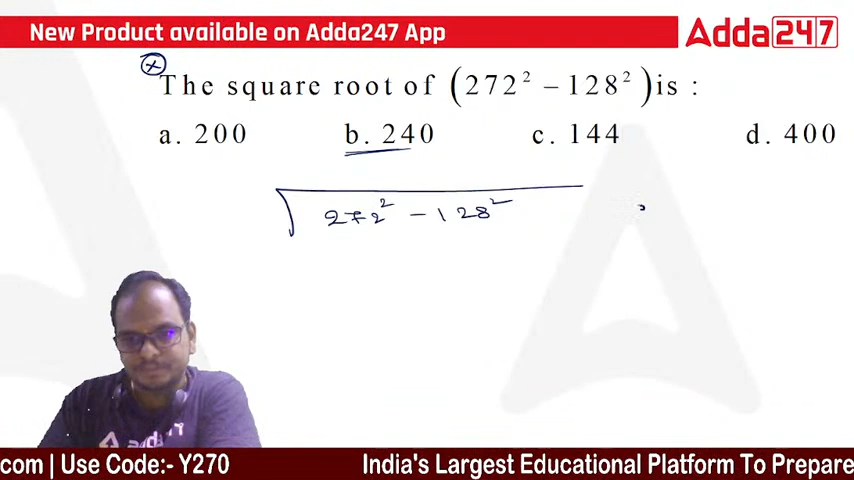 New Product available on Adda247 App
Adda247
The square root of (272² – 128²) is :
a. 200 b. 240 c. 144 d. 400
√272² – 128²
adda
.com | Use Code:- Y270 India's Largest Educational Platform To Prepare